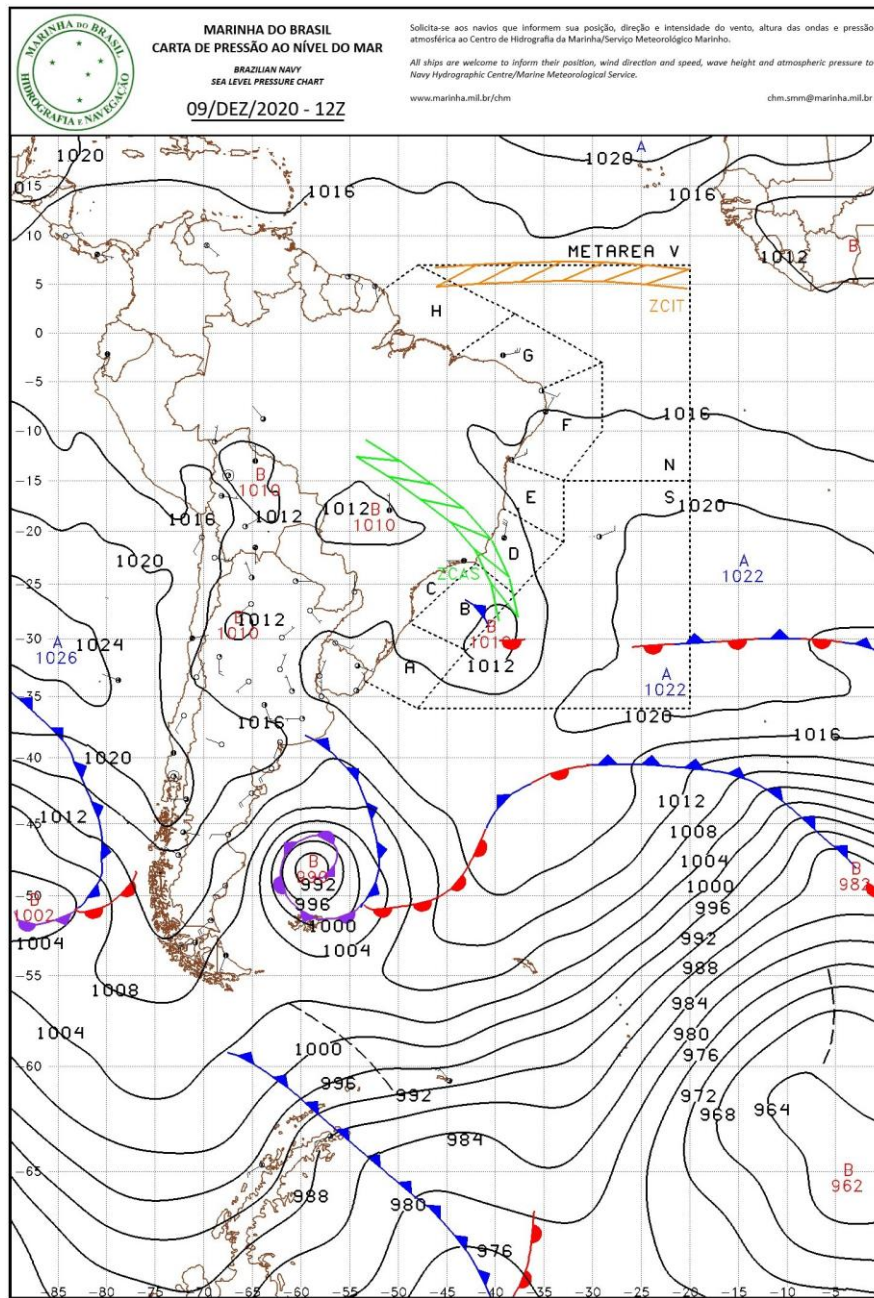 MARINHA DO BRASIL
HIDROGRAFIA E NAVEGAÇÃO
MARINHA DO BRASIL
CARTA DE PRESSÃO AO NÍVEL DO MAR
BRAZILIAN NAVY
SEA LEVEL PRESSURE CHART
09/DEZ/2020 - 12Z
Solicita-se aos navios que informem sua posição, direção e intensidade do vento, altura das ondas e pressão
atmosférica ao Centro de Hidrografia da Marinha/Serviço Meteorológico Marinho.
All ships are welcome to inform their position, wind direction and speed, wave height and atmospheric pressure to
Navy Hydrographic Centre/Marine Meteorological Service.
www.marinha.mil.br/chm
chm.smm@marinha.mil.br
1020
A
1020
15
1016
1016
10
B
METAREA V
1012
5
H
ZCIT
0
G
-5
1016
F
-10
B
1010
N
-15
1012
B
1010
E
S
1016
1012
1020
-20
D
1020
A
1022
ZCAS
C
-25
B
1012
B
1010
B
1010
A
1026
1024
-30
1012
A
A
1022
-35
1016
1020
1016
-40
1020
1012
-45
1012
1008
B
990
1004
B
982
992
1000
-50
B
1002
996
996
1000
1004
1004
992
-55
988
1008
984
1004
1000
980
976
-60
996
992
972
964
968
984
-65
B
962
988
980
976
-85
-80
-75
-70
-65
-60
-55
-50
-45
-40
-35
-30
-25
-20
-15
-10
-5